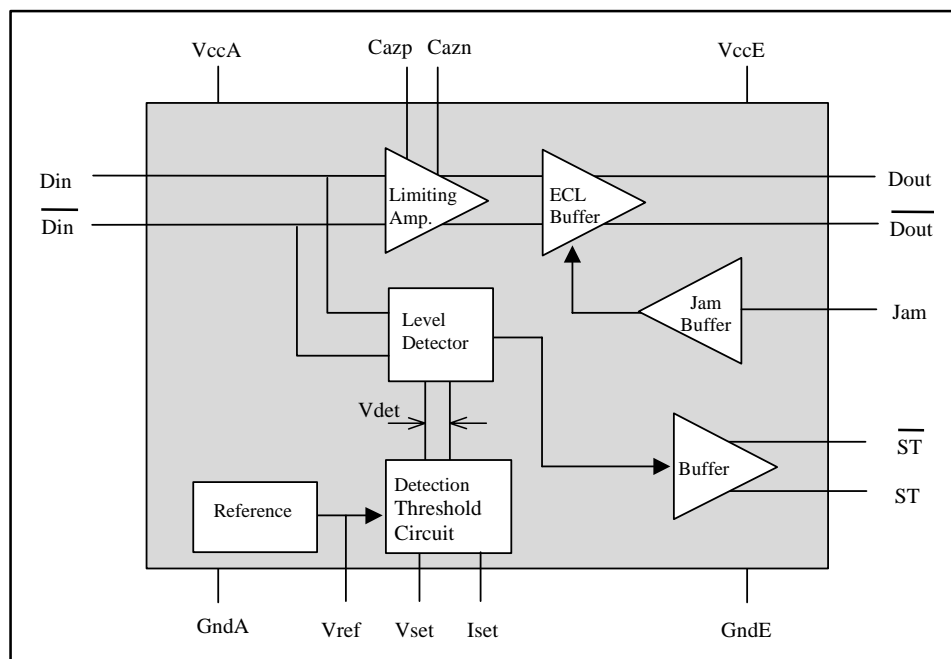 VccA
Cazp
Cazn
VccE
Din
Limiting
Amp.
ECL
Buffer
Dout
Din
Dout
Level
Detector
Jam
Buffer
Jam
Vdet
ST
Buffer
ST
Reference
Detection
Threshold
Circuit
GndA
Vref
Vset
Iset
GndE